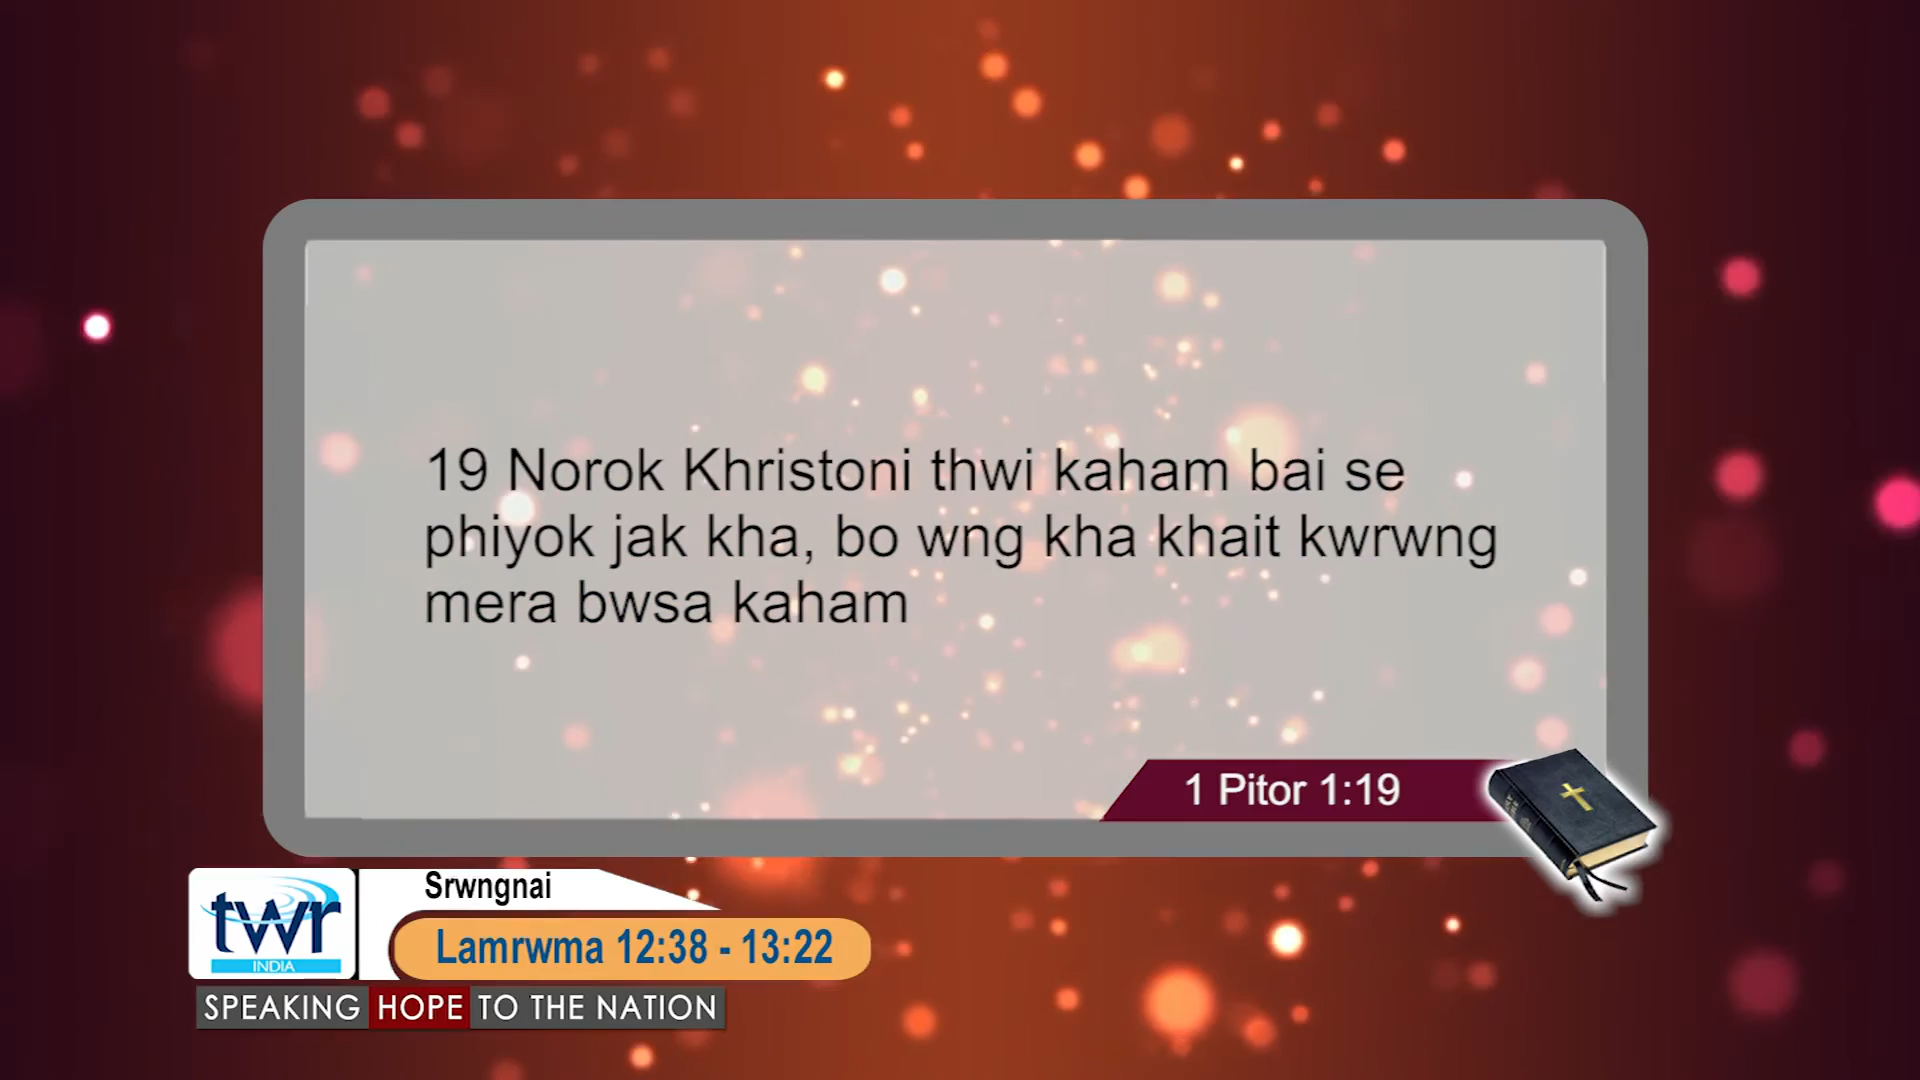 19 Norok Khristoni thwi kaham bai se
phiyok jak kha, bo wng kha khait kwrwng
mera bwsa kaham
1 Pitor 1:19
twr
INDIA
Srwngnai
Lamrwma 12:38 - 13:22
SPEAKING HOPE TO THE NATION